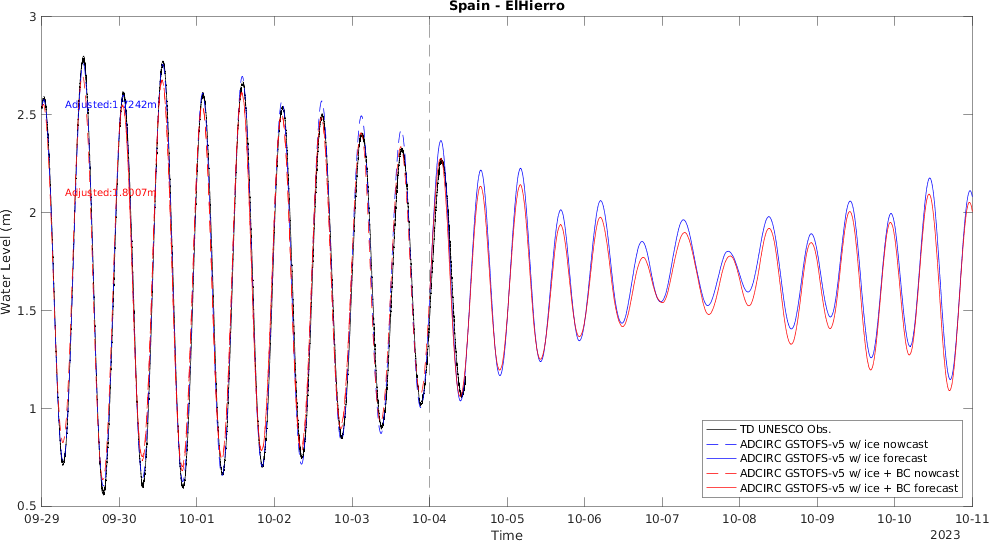 Spain - ElHierro
3
2.5
2
1.5
1
0.5
Water Level (m)
Adjusted:1.7242m
Adjusted:1.8007m
TD UNESCO Obs.
ADCIRC GSTOFS-v5 w/ ice nowcast
ADCIRC GSTOFS-v5 w/ ice forecast
ADCIRC GSTOFS-v5 w/ ice + BC nowcast
ADCIRC GSTOFS-v5 w/ ice + BC forecast
09-29 09-30 10-01 10-02 10-03 10-04 10-05 10-06 10-07 10-08 10-09 10-10 10-11
Time
2023